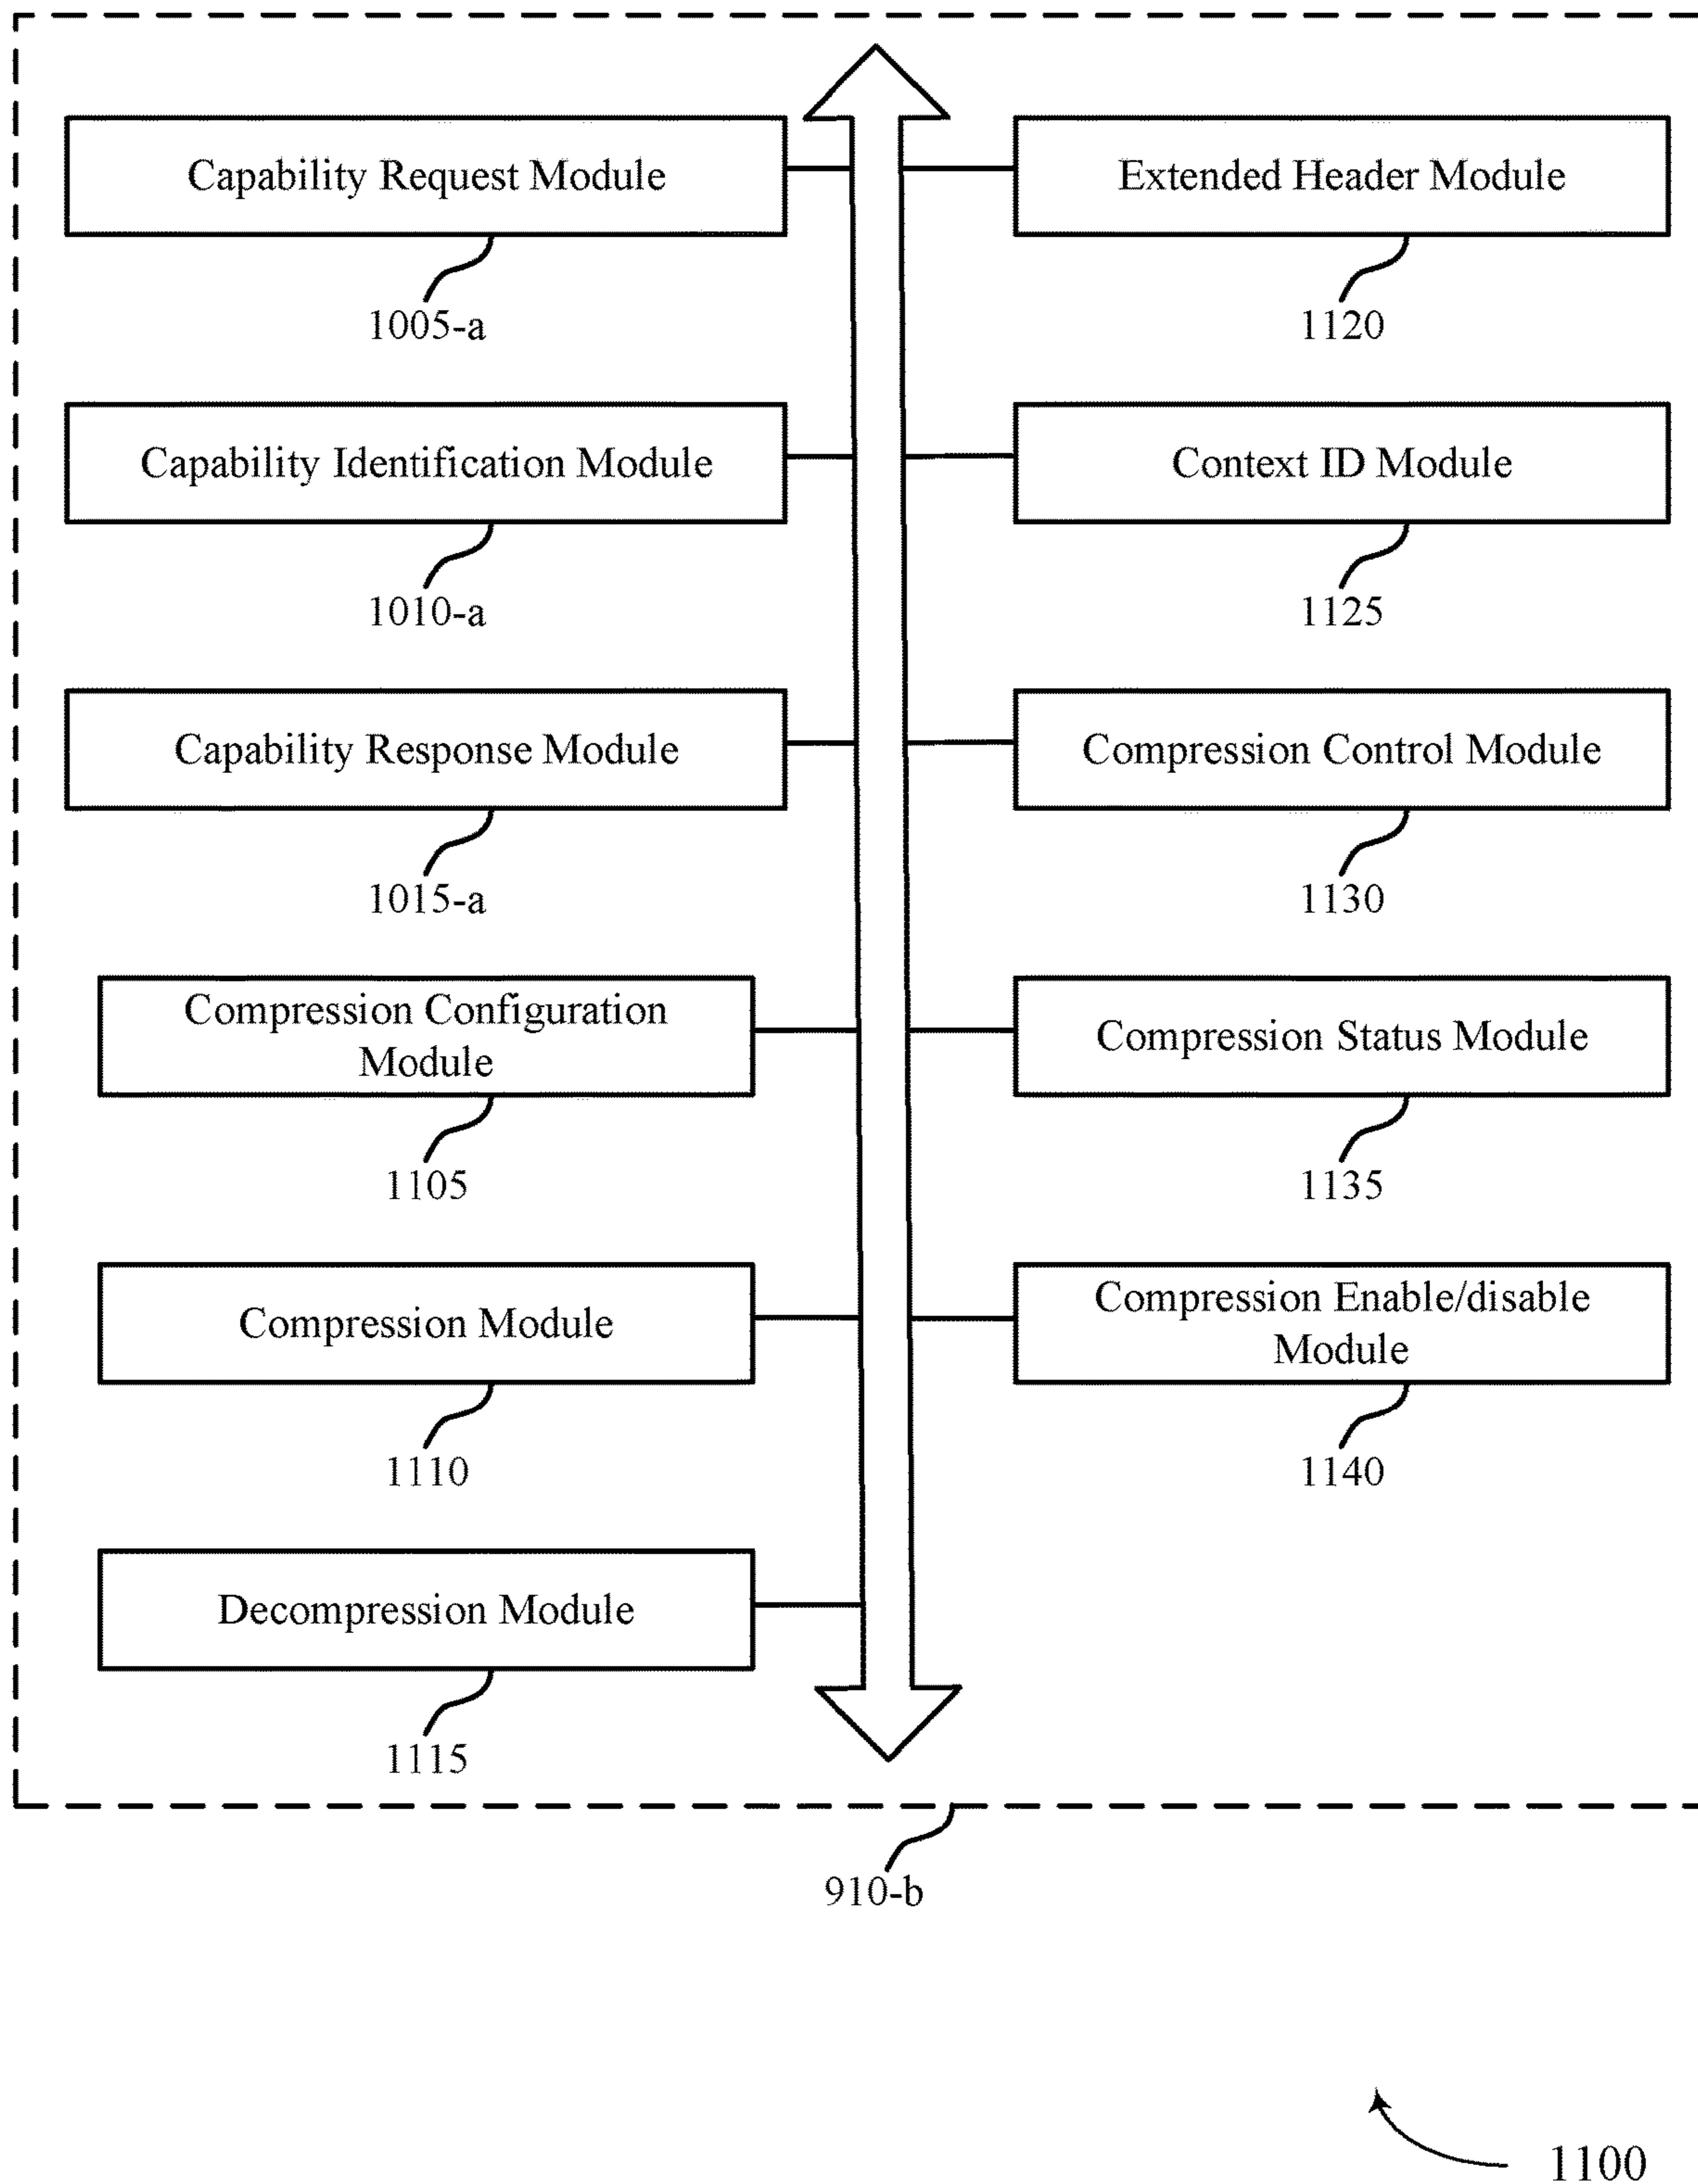 Capability Request Module
1005-a
Capability Identification Module
1010-a
Capability Response Module
1015-a
Compression Configuration
Module
1105
Compression Module
1110
Decompression Module
1115
Extended Header Module
1120
Context ID Module
1125
Compression Control Module
1130
Compression Status Module
1135
Compression Enable/disable
Module
1140
910-b
1100